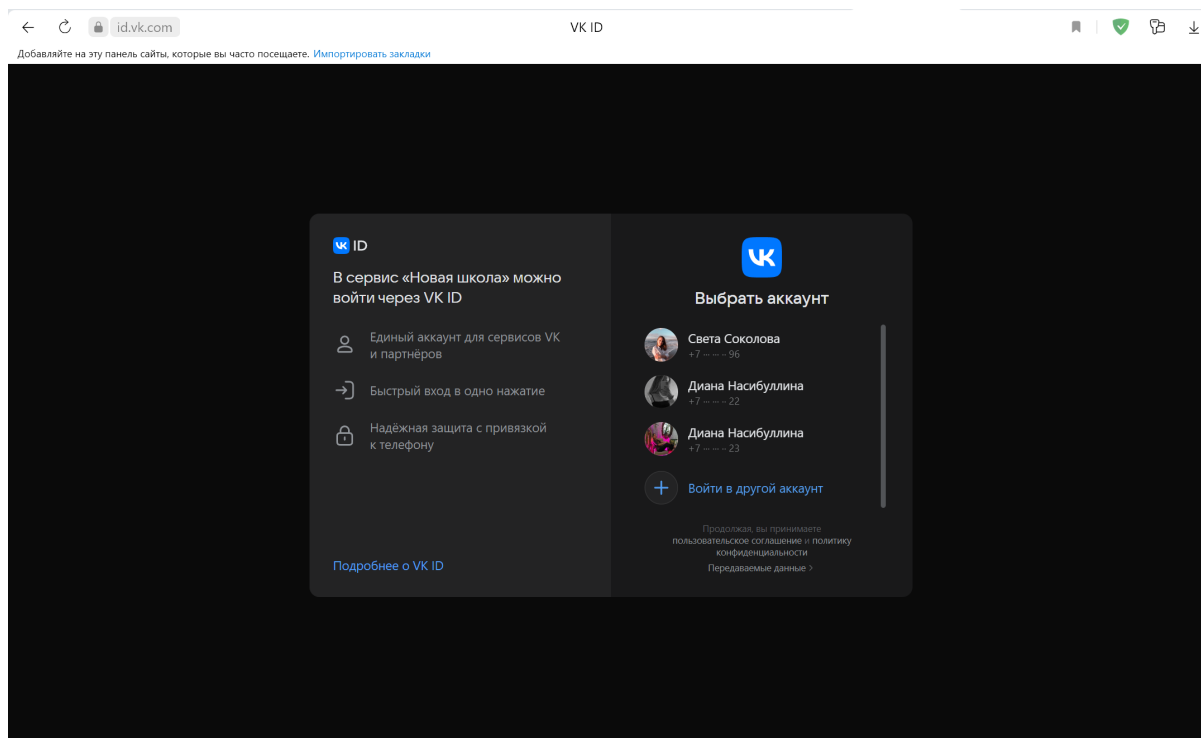 id.vk.com
VK ID
Добавляйте на эту панель сайты, которые вы часто посещаете. Импортировать закладки
VK ID
В сервис «Новая школа» можно
войти через VK ID
Единый аккаунт для сервисов VK
и партнёров
Быстрый вход в одно нажатие
Надёжная защита с привязкой
к телефону
Подробнее о VK ID
VK
Выбрать аккаунт
Света Соколова
+7 ··· ··· ·· 96
Диана Насибуллина
+7 ··· ··· ·· 22
Диана Насибуллина
+7 ··· ··· ·· 23
Войти в другой аккаунт
Продолжая, вы принимаете
пользовательское соглашение и политику
конфиденциальности
Передаваемые данные